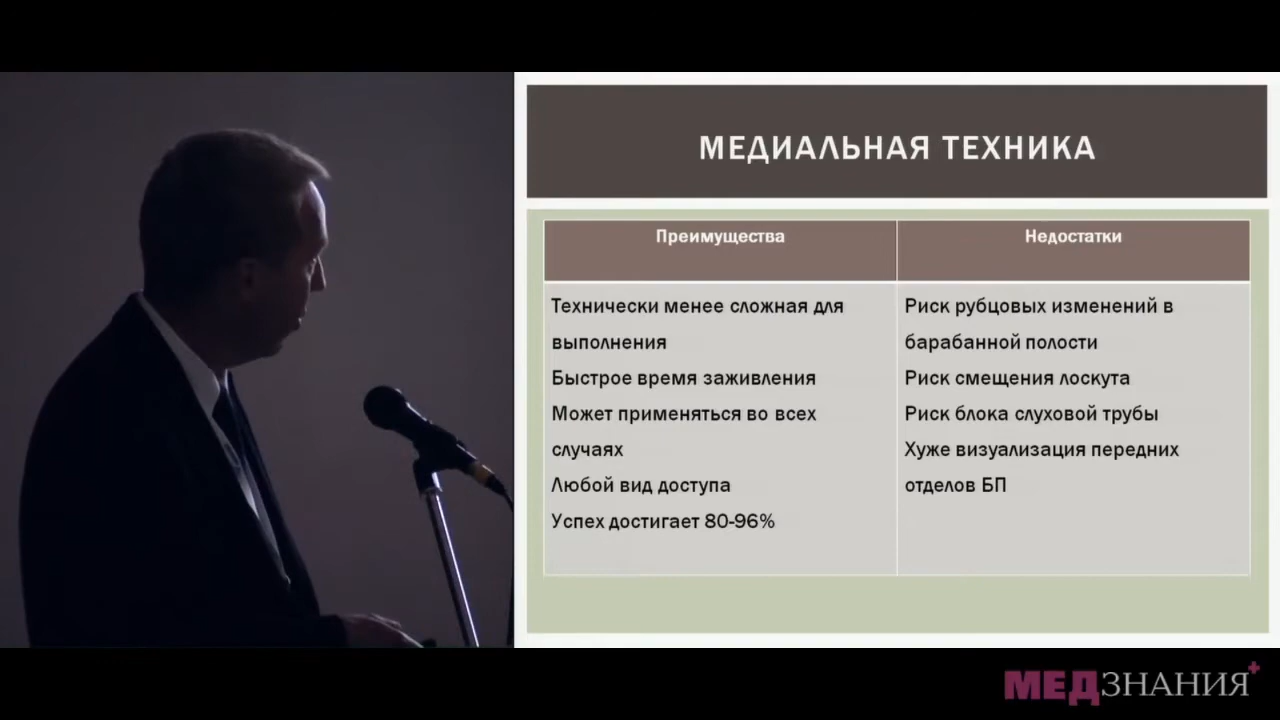 МЕДИАЛЬНАЯ ТЕХНИКА
Преимущества
Недостатки
Технически менее сложная для
выполнения
Быстрое время заживления
Может применяться во всех
случаях
Любой вид доступа
Успех достигает 80-96%
Риск рубцовых изменений в
барабанной полости
Риск смещения лоскута
Риск блока слуховой трубы
Хуже визуализация передних
отделов БП
МЕДЗНАНИЯ+